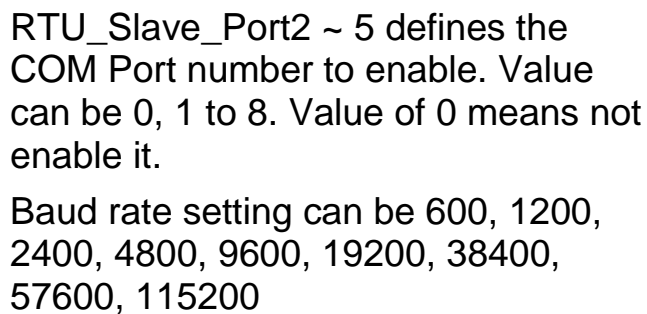 RTU_Slave_Port2 ~ 5 defines the
COM Port number to enable. Value
can be 0, 1 to 8. Value of 0 means not
enable it.
Baud rate setting can be 600, 1200,
2400, 4800, 9600, 19200, 38400,
57600, 115200